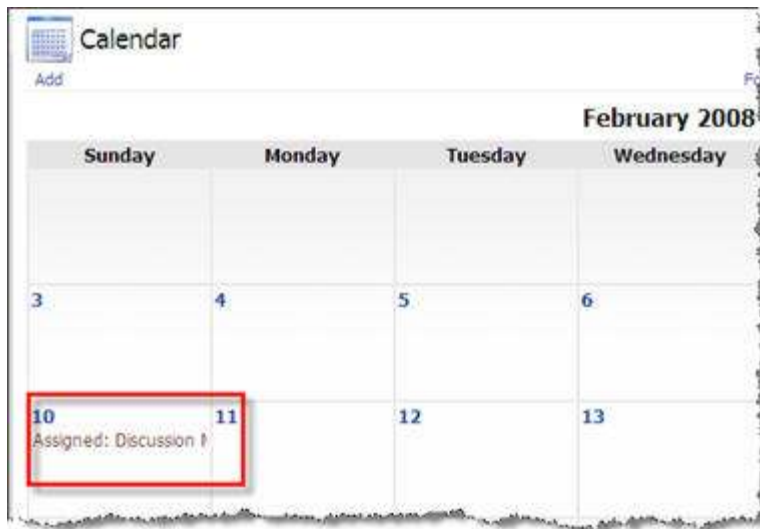 Calendar
Add
February 2008
Sunday Monday Tuesday Wednesday
3 4 5 6
10 11 12 13
Assigned: Discussion